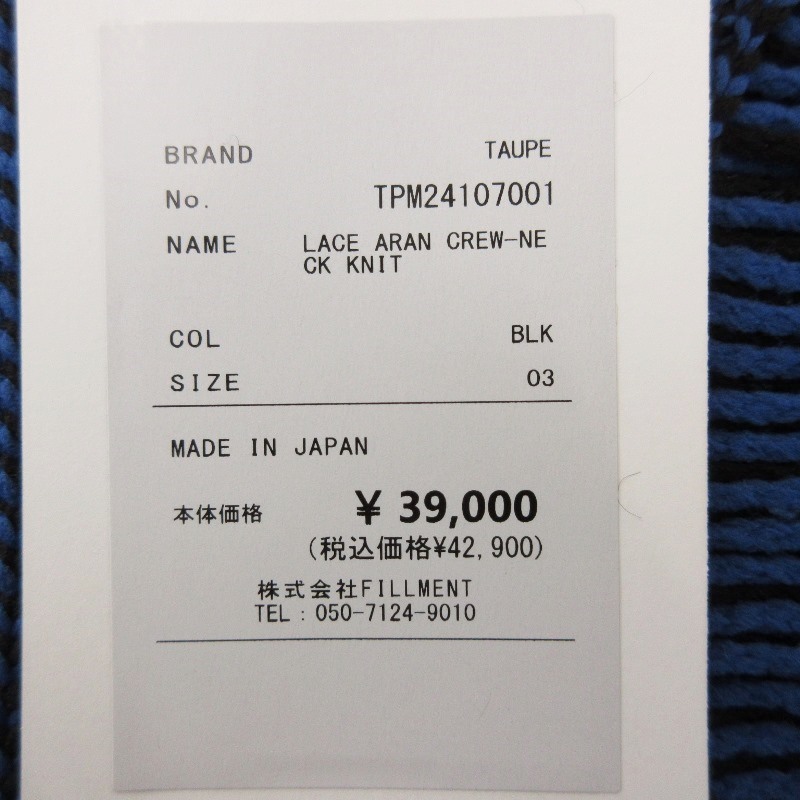 BRAND TAUPE
No. TPM24107001
NAME LACE ARAN CREW-NE
CK KNIT
COL BLK
SIZE 03
MADE IN JAPAN
本体価格 ¥ 39,000
(税込価格¥42,900)
株式会社FILLMENT
TEL : 050-7124-9010